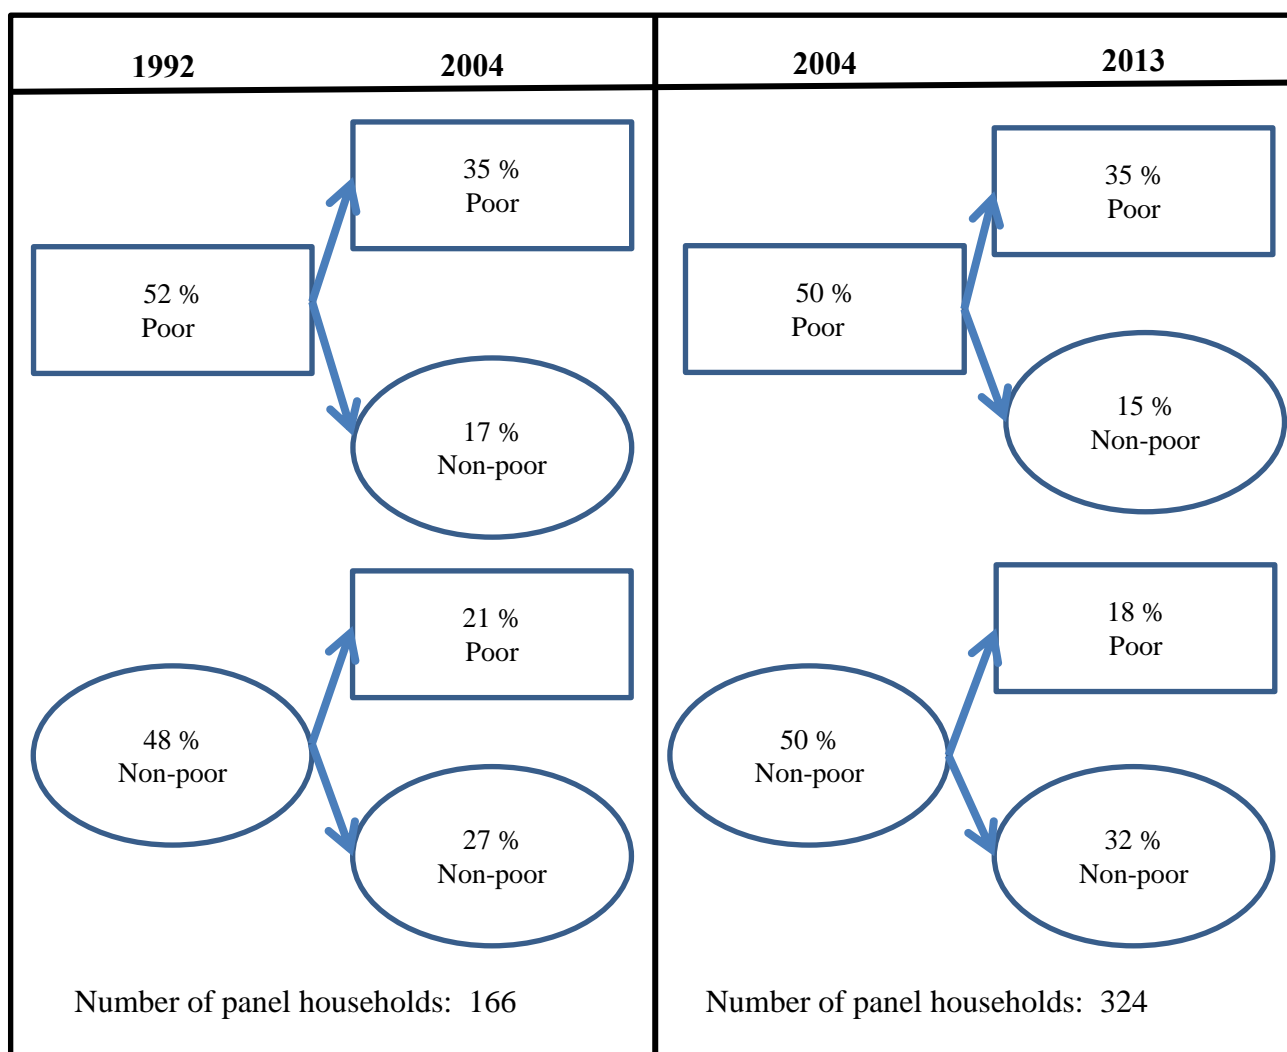 1992
2004
35 %
Poor
52 %
Poor
17 %
Non-poor
21 %
Poor
48 %
Non-poor
27 %
Non-poor
Number of panel households:  166
2004
2013
35 %
Poor
50 %
Poor
15 %
Non-poor
18 %
Poor
50 %
Non-poor
32 %
Non-poor
Number of panel households:  324